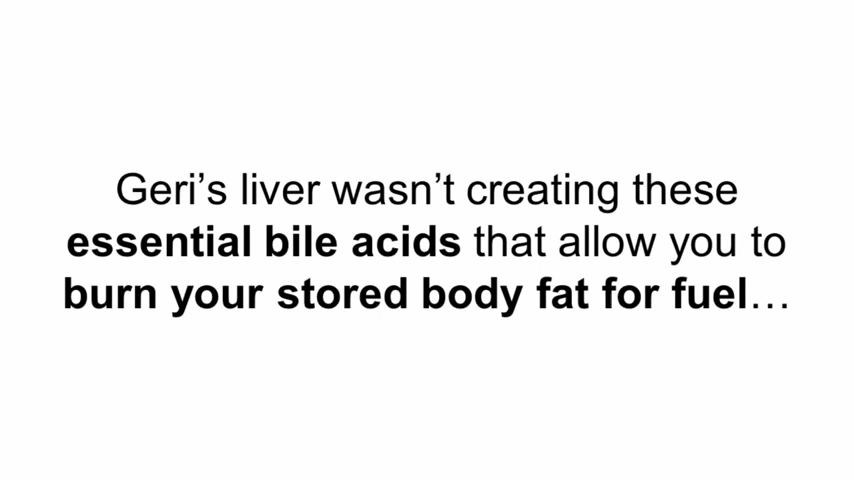 Geri’s liver wasn’t creating these
essential bile acids that allow you to
burn your stored body fat for fuel…